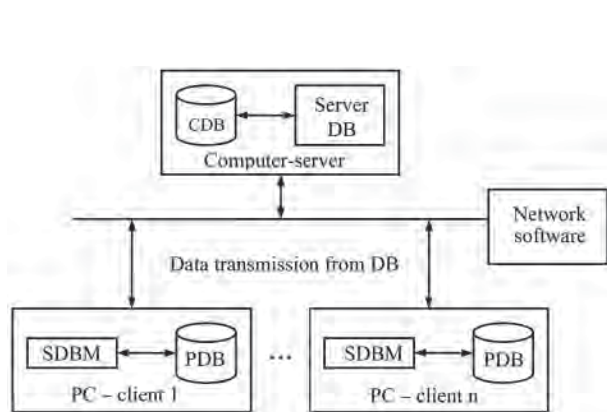 CDB
Server
DB
Computer-server
Network
software
Data transmission from DB
SDBM
PDB
PC – client 1
...
SDBM
PDB
PC – client n